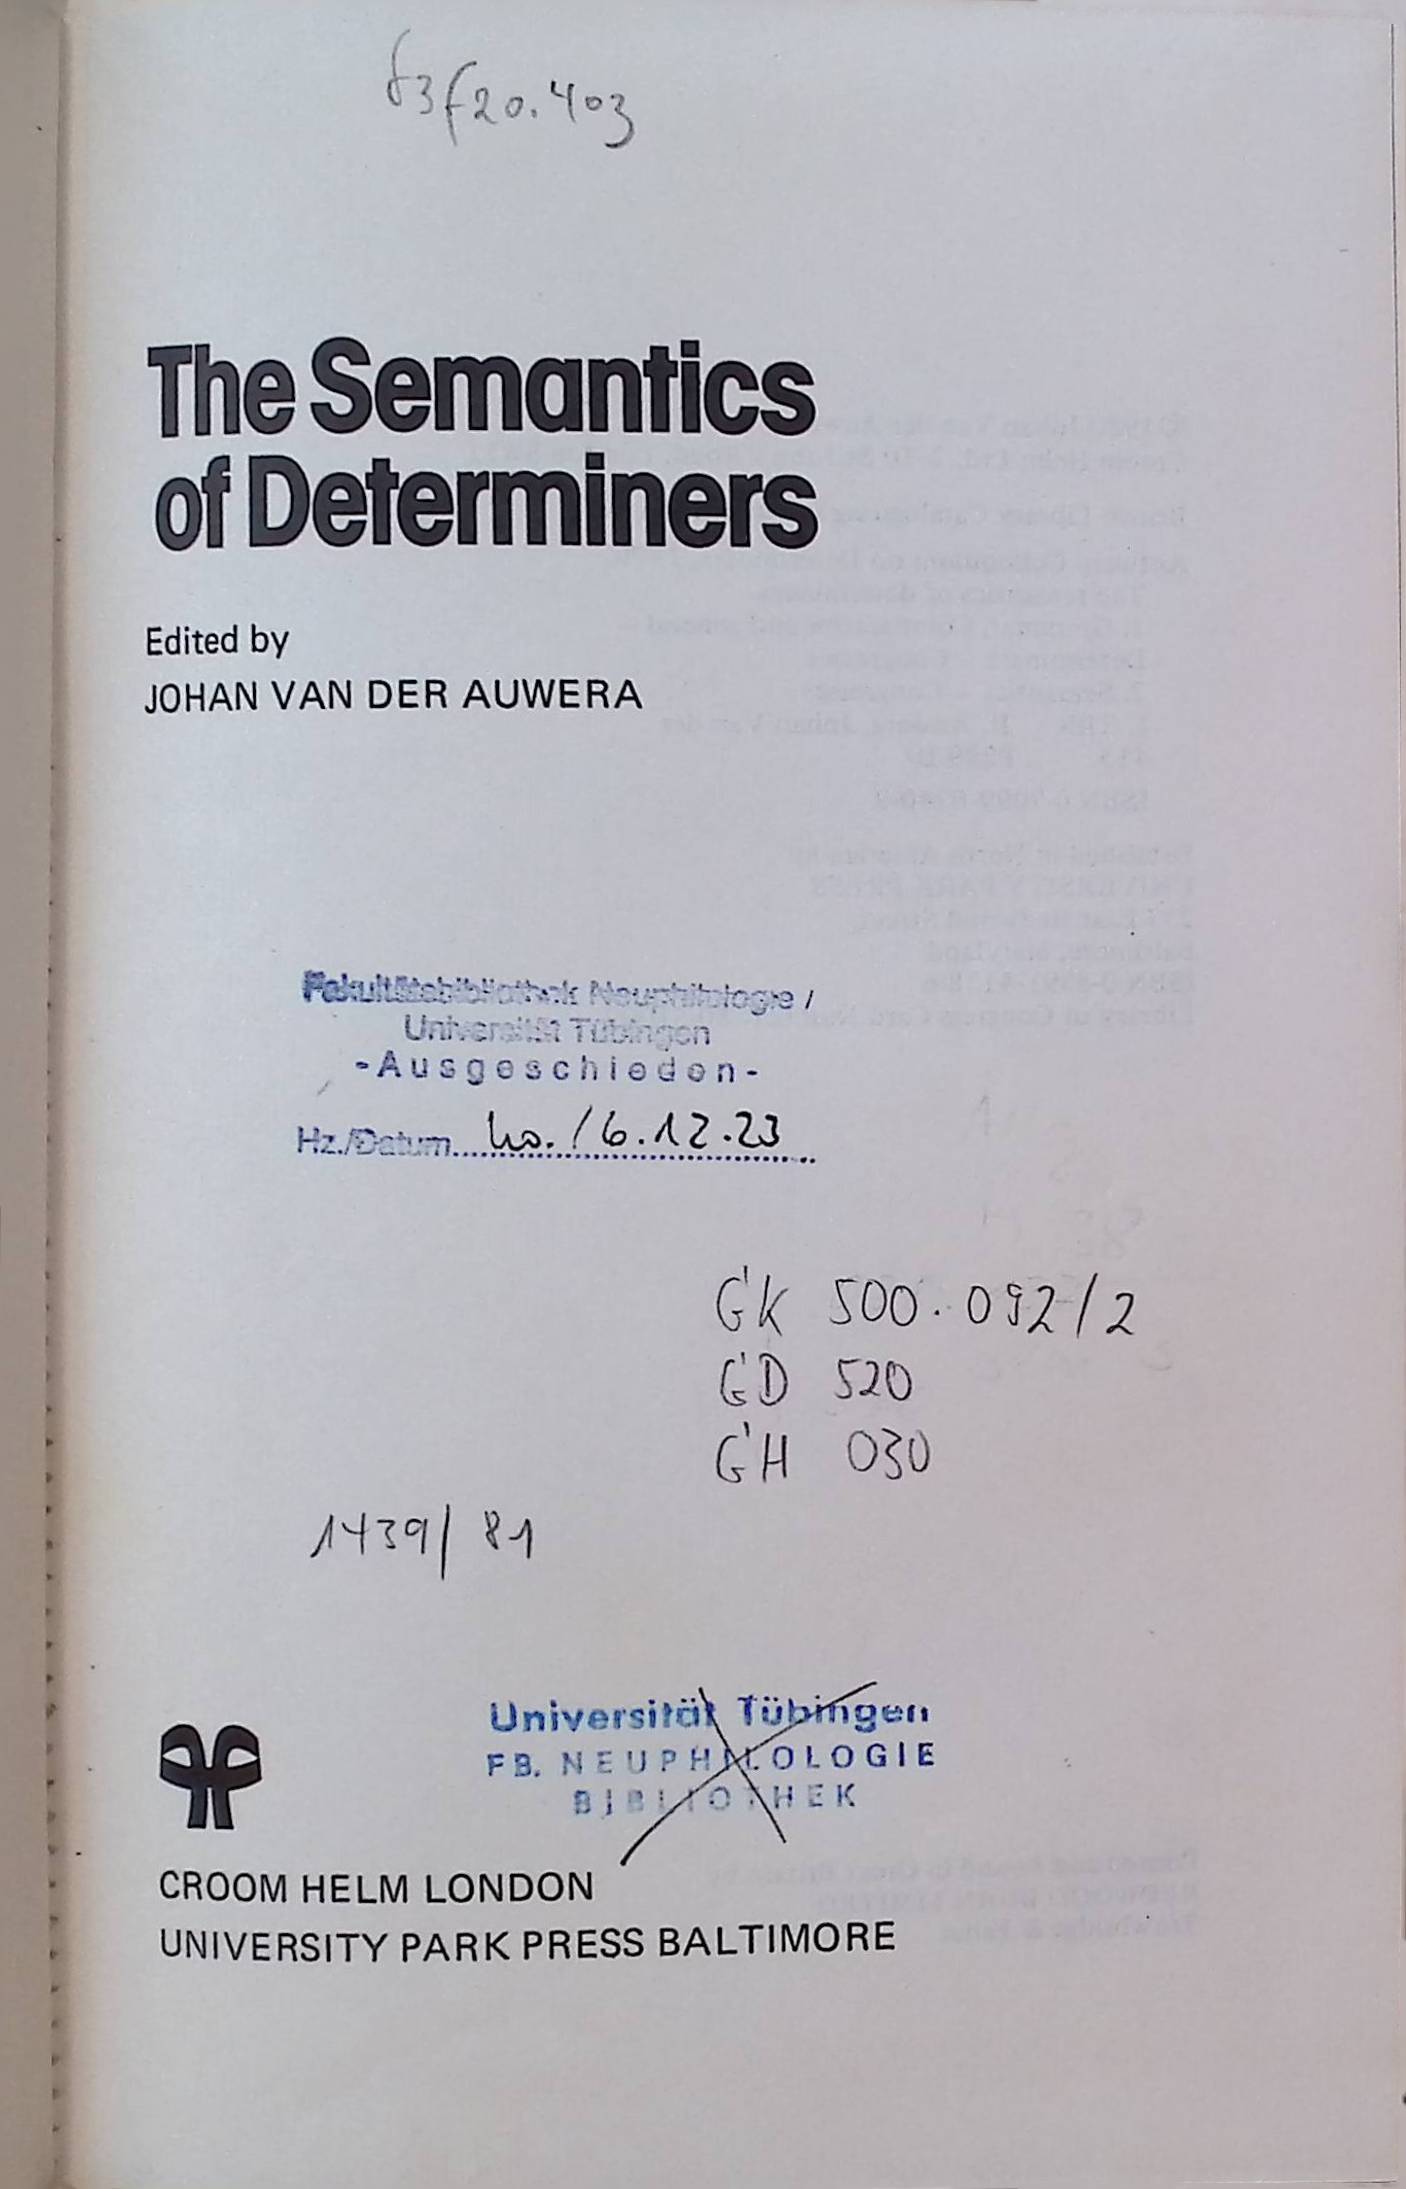 f3f20.403
The Semantics
of Determiners
Edited by
JOHAN VAN DER AUWERA
Fakultätsbibliothek Neuphilologie /
Universität Tübingen
-Ausgeschieden-
Hz./Datum ho. / 6.12.23
GK 500.092/2
GD 520
GH 030
1439/81
Universität Tübingen
FB. NEUPHILOLOGIE
BIBLIOTHEK
CROOM HELM LONDON
UNIVERSITY PARK PRESS BALTIMORE